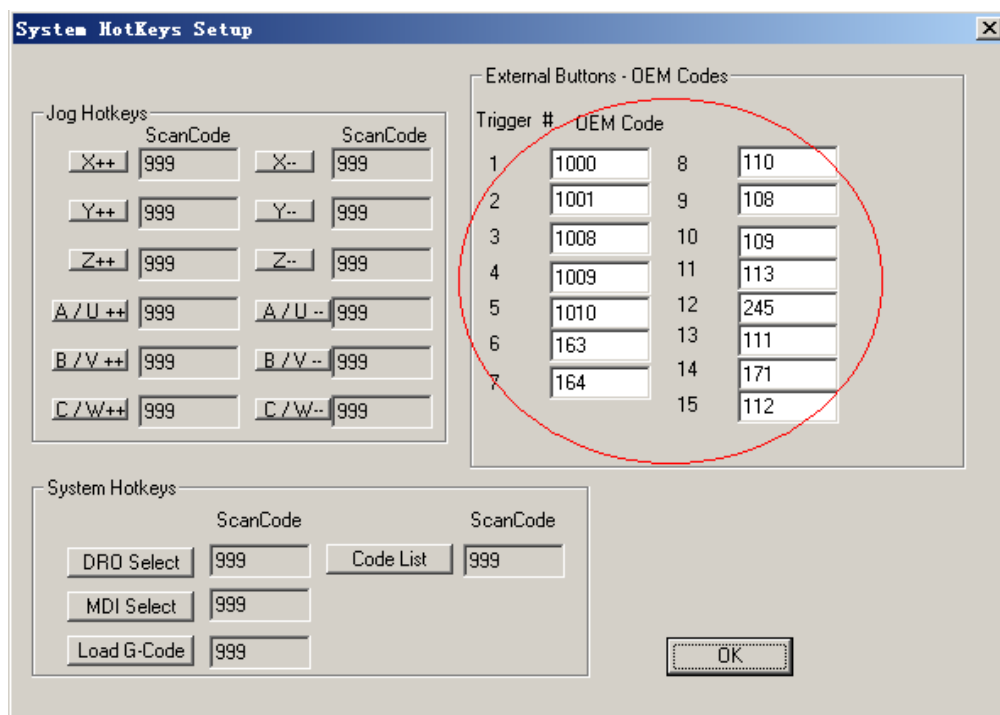 System HotKeys Setup
Jog Hotkeys
ScanCode ScanCode
X++ 999 X-- 999
Y++ 999 Y-- 999
Z++ 999 Z-- 999
A / U ++ 999 A / U -- 999
B / V ++ 999 B / V -- 999
C / W++ 999 C / W-- 999
External Buttons - OEM Codes
Trigger # OEM Code
1 1000 8 110
2 1001 9 108
3 1008 10 109
4 1009 11 113
5 1010 12 245
6 163 13 111
7 164 14 171
15 112
System Hotkeys
ScanCode ScanCode
DRO Select 999 Code List 999
MDI Select 999
Load G-Code 999
OK